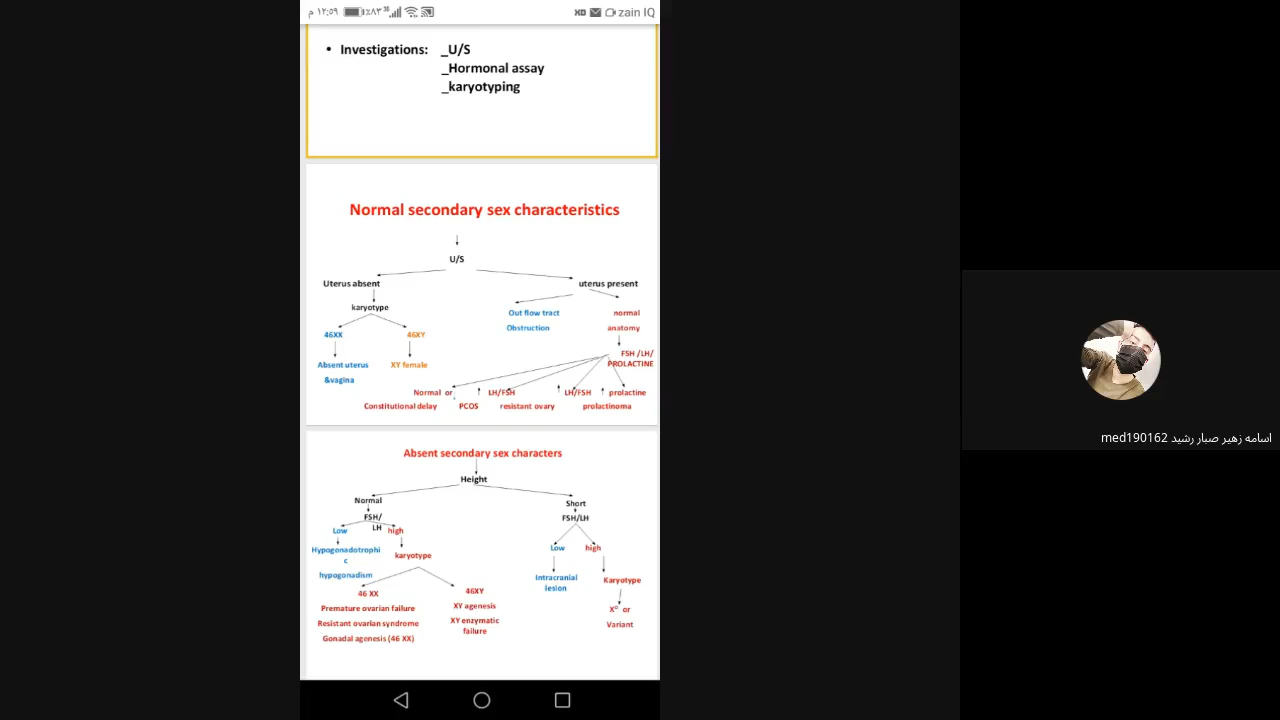 م ١٢:٥٩ ٪٨٣ zain IQ
• Investigations: _U/S
_Hormonal assay
_karyotyping
Normal secondary sex characteristics
U/S
Uterus absent uterus present
karyotype Out flow tract normal
46XX 46XY Obstruction anatomy
FSH /LH/
Absent uterus XY female PROLACTINE
&vagina
Normal or ↑ LH/FSH ↑ LH/FSH ↑ prolactine
Constitutional delay PCOS resistant ovary prolactinoma
Absent secondary sex characters
Height
Normal Short
FSH/ FSH/LH
LH
Low high Low high
Hypogonadotrophi karyotype
c
hypogonadism Intracranial Karyotype
lesion
46 XX 46XY
Premature ovarian failure XY agenesis X° or
Resistant ovarian syndrome XY enzymatic Variant
failure
Gonadal agenesis (46 XX)
اسامه زهير صبار رشيد med190162